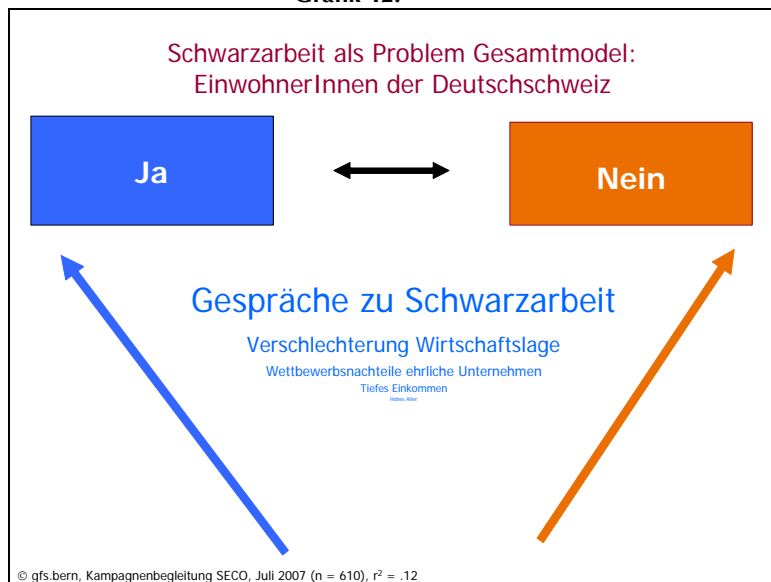 Grafik 12:
Schwarzarbeit als Problem Gesamtmodel:
EinwohnerInnen der Deutschschweiz
Ja
Nein
Gespräche zu Schwarzarbeit
Verschlechterung Wirtschaftslage
Wettbewerbsnachteile ehrliche Unternehmen
Tiefes Einkommen
Hohes Alter
© gfs.bern, Kampagnenbegleitung SECO, Juli 2007 (n = 610), r² = .12